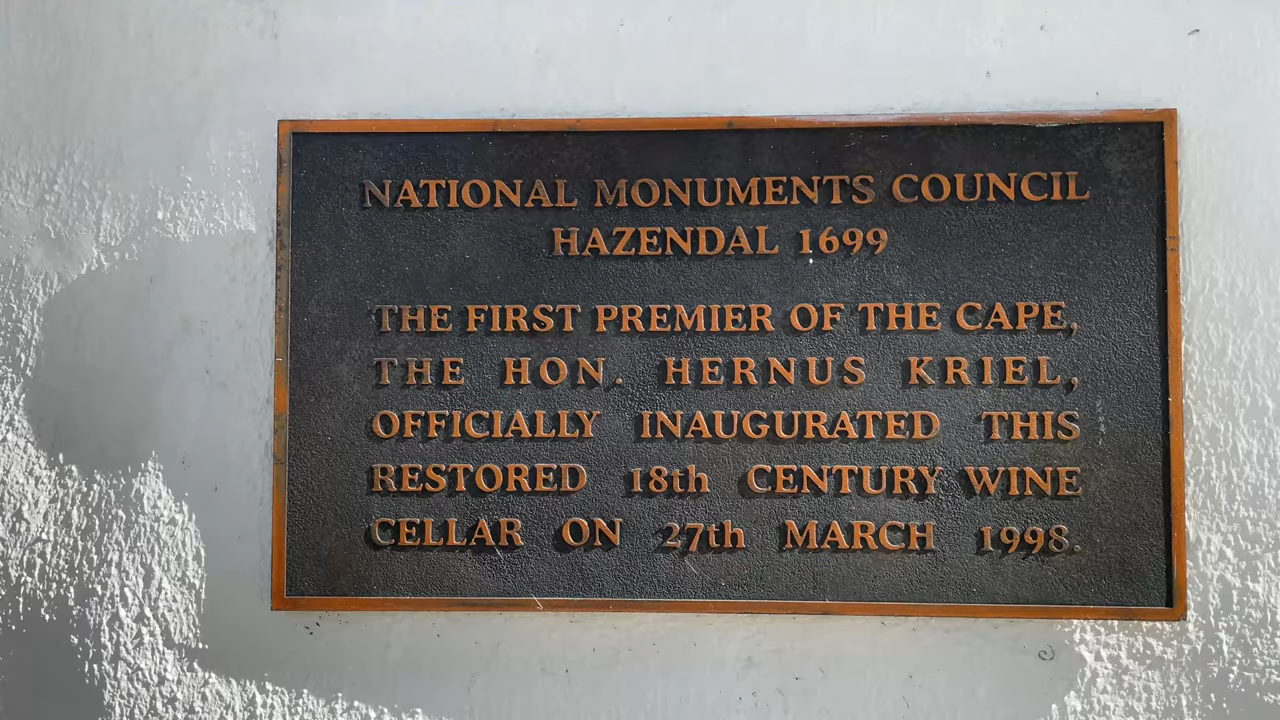 NATIONAL MONUMENTS COUNCIL
HAZENDAL 1699
THE FIRST PREMIER OF THE CAPE,
THE HON. HERNUS KRIEL,
OFFICIALLY INAUGURATED THIS
RESTORED 18th CENTURY WINE
CELLAR ON 27th MARCH 1998.